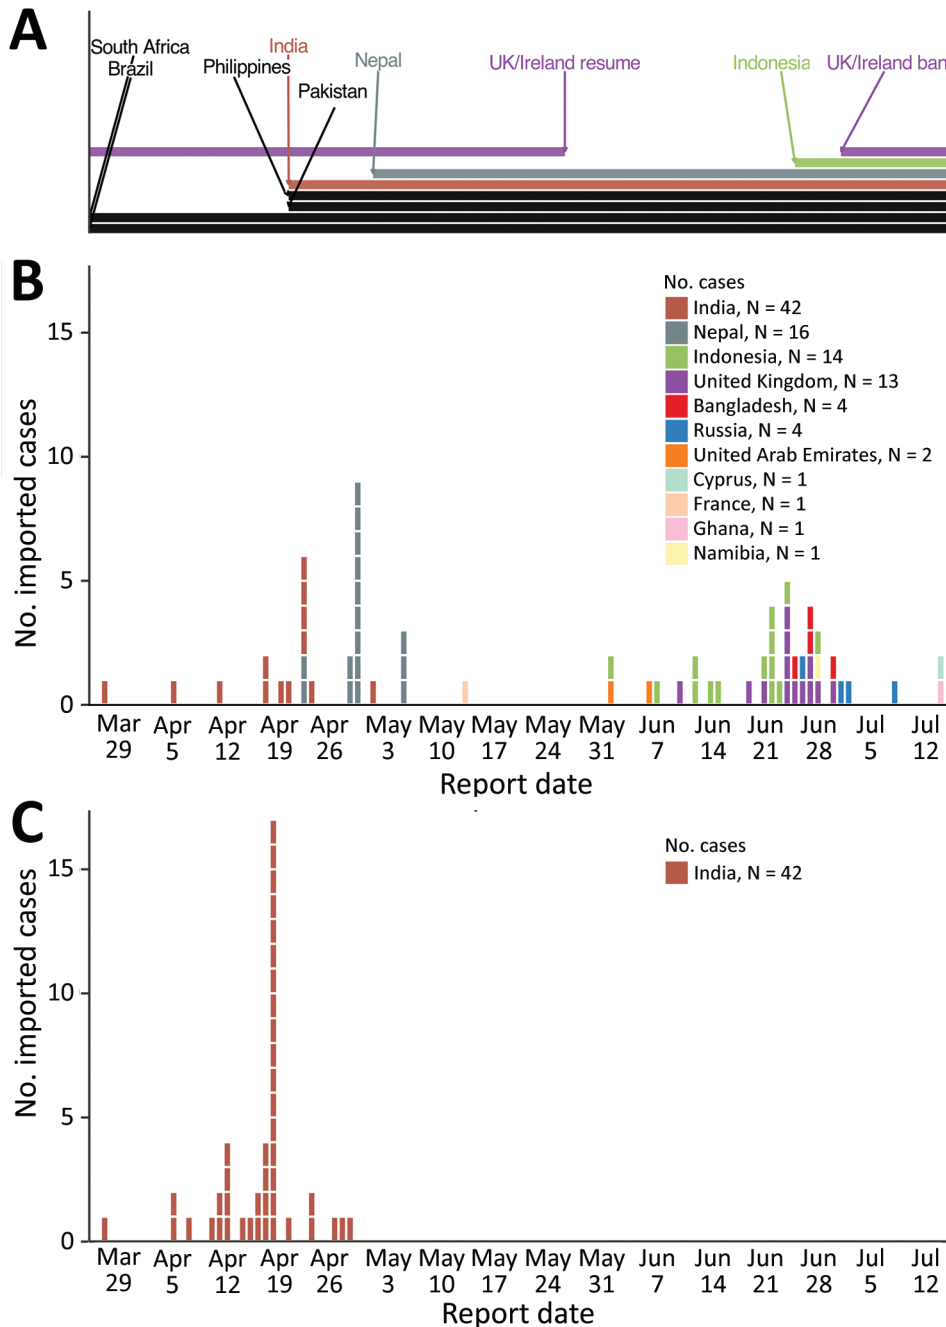 A
South Africa
Brazil
Philippines
India
Pakistan
Nepal
UK/Ireland resume
Indonesia
UK/Ireland ban
B
No. imported cases
15
10
5
0
No. cases
India, N = 42
Nepal, N = 16
Indonesia, N = 14
United Kingdom, N = 13
Bangladesh, N = 4
Russia, N = 4
United Arab Emirates, N = 2
Cyprus, N = 1
France, N = 1
Ghana, N = 1
Namibia, N = 1
Mar Apr Apr Apr Apr May May May May May Jun Jun Jun Jun Jul Jul
29 5 12 19 26 3 10 17 24 31 7 14 21 28 5 12
Report date
C
No. imported cases
15
10
5
0
No. cases
India, N = 42
Mar Apr Apr Apr Apr May May May May May Jun Jun Jun Jun Jul Jul
29 5 12 19 26 3 10 17 24 31 7 14 21 28 5 12
Report date